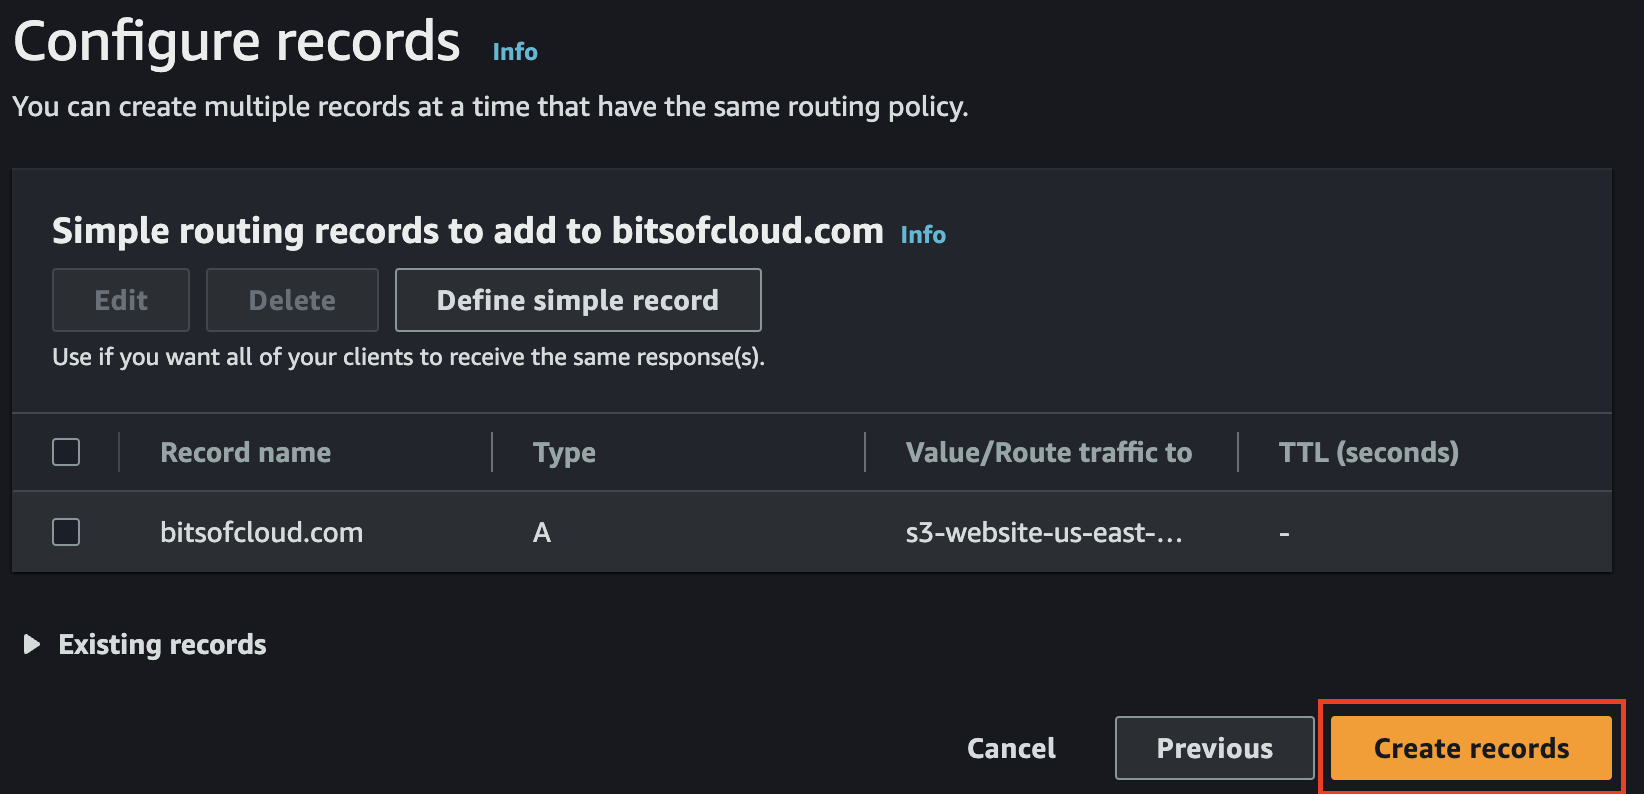 Configure records Info
You can create multiple records at a time that have the same routing policy.
Simple routing records to add to bitsofcloud.com Info
Edit Delete Define simple record
Use if you want all of your clients to receive the same response(s).
Record name Type Value/Route traffic to TTL (seconds)
bitsofcloud.com A s3-website-us-east-... -
Existing records
Cancel Previous Create records